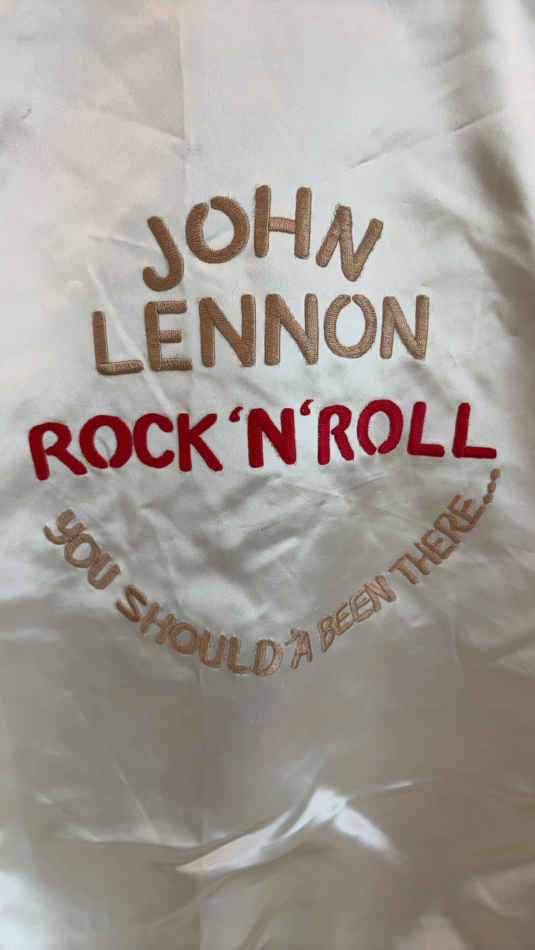 JOHN
LENNON
ROCK ‘N‘ ROLL
YOU SHOULD 'A BEEN THERE...